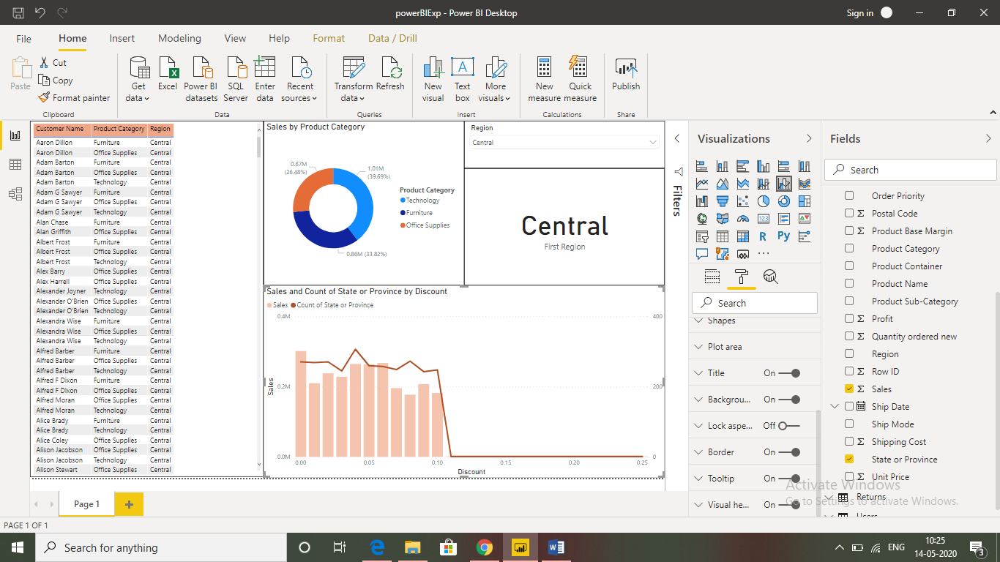 powerBIExp - Power BI Desktop
Sign in
File Home Insert Modeling View Help Format Data / Drill
Paste
Cut
Copy
Format painter
Get data
Excel
Power BI datasets
SQL Server
Enter data
Recent sources
Transform data
Refresh
New visual
Text box
More visuals
New measure
Quick measure
Publish
Clipboard Data Queries Insert Calculations Share
Customer Name Product Category Region
Aaron Dillon Furniture Central
Aaron Dillon Office Supplies Central
Adam Barton Furniture Central
Adam Barton Office Supplies Central
Adam Barton Technology Central
Adam G Sawyer Furniture Central
Adam G Sawyer Office Supplies Central
Adam G Sawyer Technology Central
Alan Chase Furniture Central
Alan Griffith Office Supplies Central
Albert Frost Furniture Central
Albert Frost Office Supplies Central
Albert Frost Technology Central
Alex Barry Office Supplies Central
Alex Harrell Office Supplies Central
Alexander Joyner Technology Central
Alexander O'Brien Office Supplies Central
Alexander O'Brien Technology Central
Alexandra Wise Furniture Central
Alexandra Wise Office Supplies Central
Alexandra Wise Technology Central
Alfred Barber Furniture Central
Alfred Barber Office Supplies Central
Alfred Barber Technology Central
Alfred F Dixon Furniture Central
Alfred F Dixon Office Supplies Central
Alfred Moran Office Supplies Central
Alfred Moran Technology Central
Alice Brady Furniture Central
Alice Brady Technology Central
Alice Coley Office Supplies Central
Alison Jacobson Office Supplies Central
Alison Jacobson Technology Central
Alison Stewart Office Supplies Central
Sales by Product Category
0.67M
(26.48%)
1.01M
(39.69%)
0.86M (33.82%)
Product Category
Technology
Furniture
Office Supplies
Region
Central
Central
First Region
Sales and Count of State or Province by Discount
Sales Count of State or Province
0.4M
0.2M
0.0M
Sales
400
200
0
0.00 0.05 0.10 0.15 0.20 0.25
Discount
Filters
Visualizations
123
R
Py
Search
Shapes
Plot area
Title On
Backgrou... On
Lock aspe... Off
Border On
Tooltip On
Visual he... On
Fields
Search
Order Priority
Σ Postal Code
Σ Product Base Margin
Product Category
Product Container
Product Name
Product Sub-Category
Σ Profit
Σ Quantity ordered new
Region
Σ Row ID
Σ Sales
Ship Date
Ship Mode
Σ Shipping Cost
State or Province
Σ Unit Price
Returns
Users
Activate Windows
Go to Settings to activate Windows.
Page 1
PAGE 1 OF 1
Search for anything
ENG
10:25
14-05-2020
3